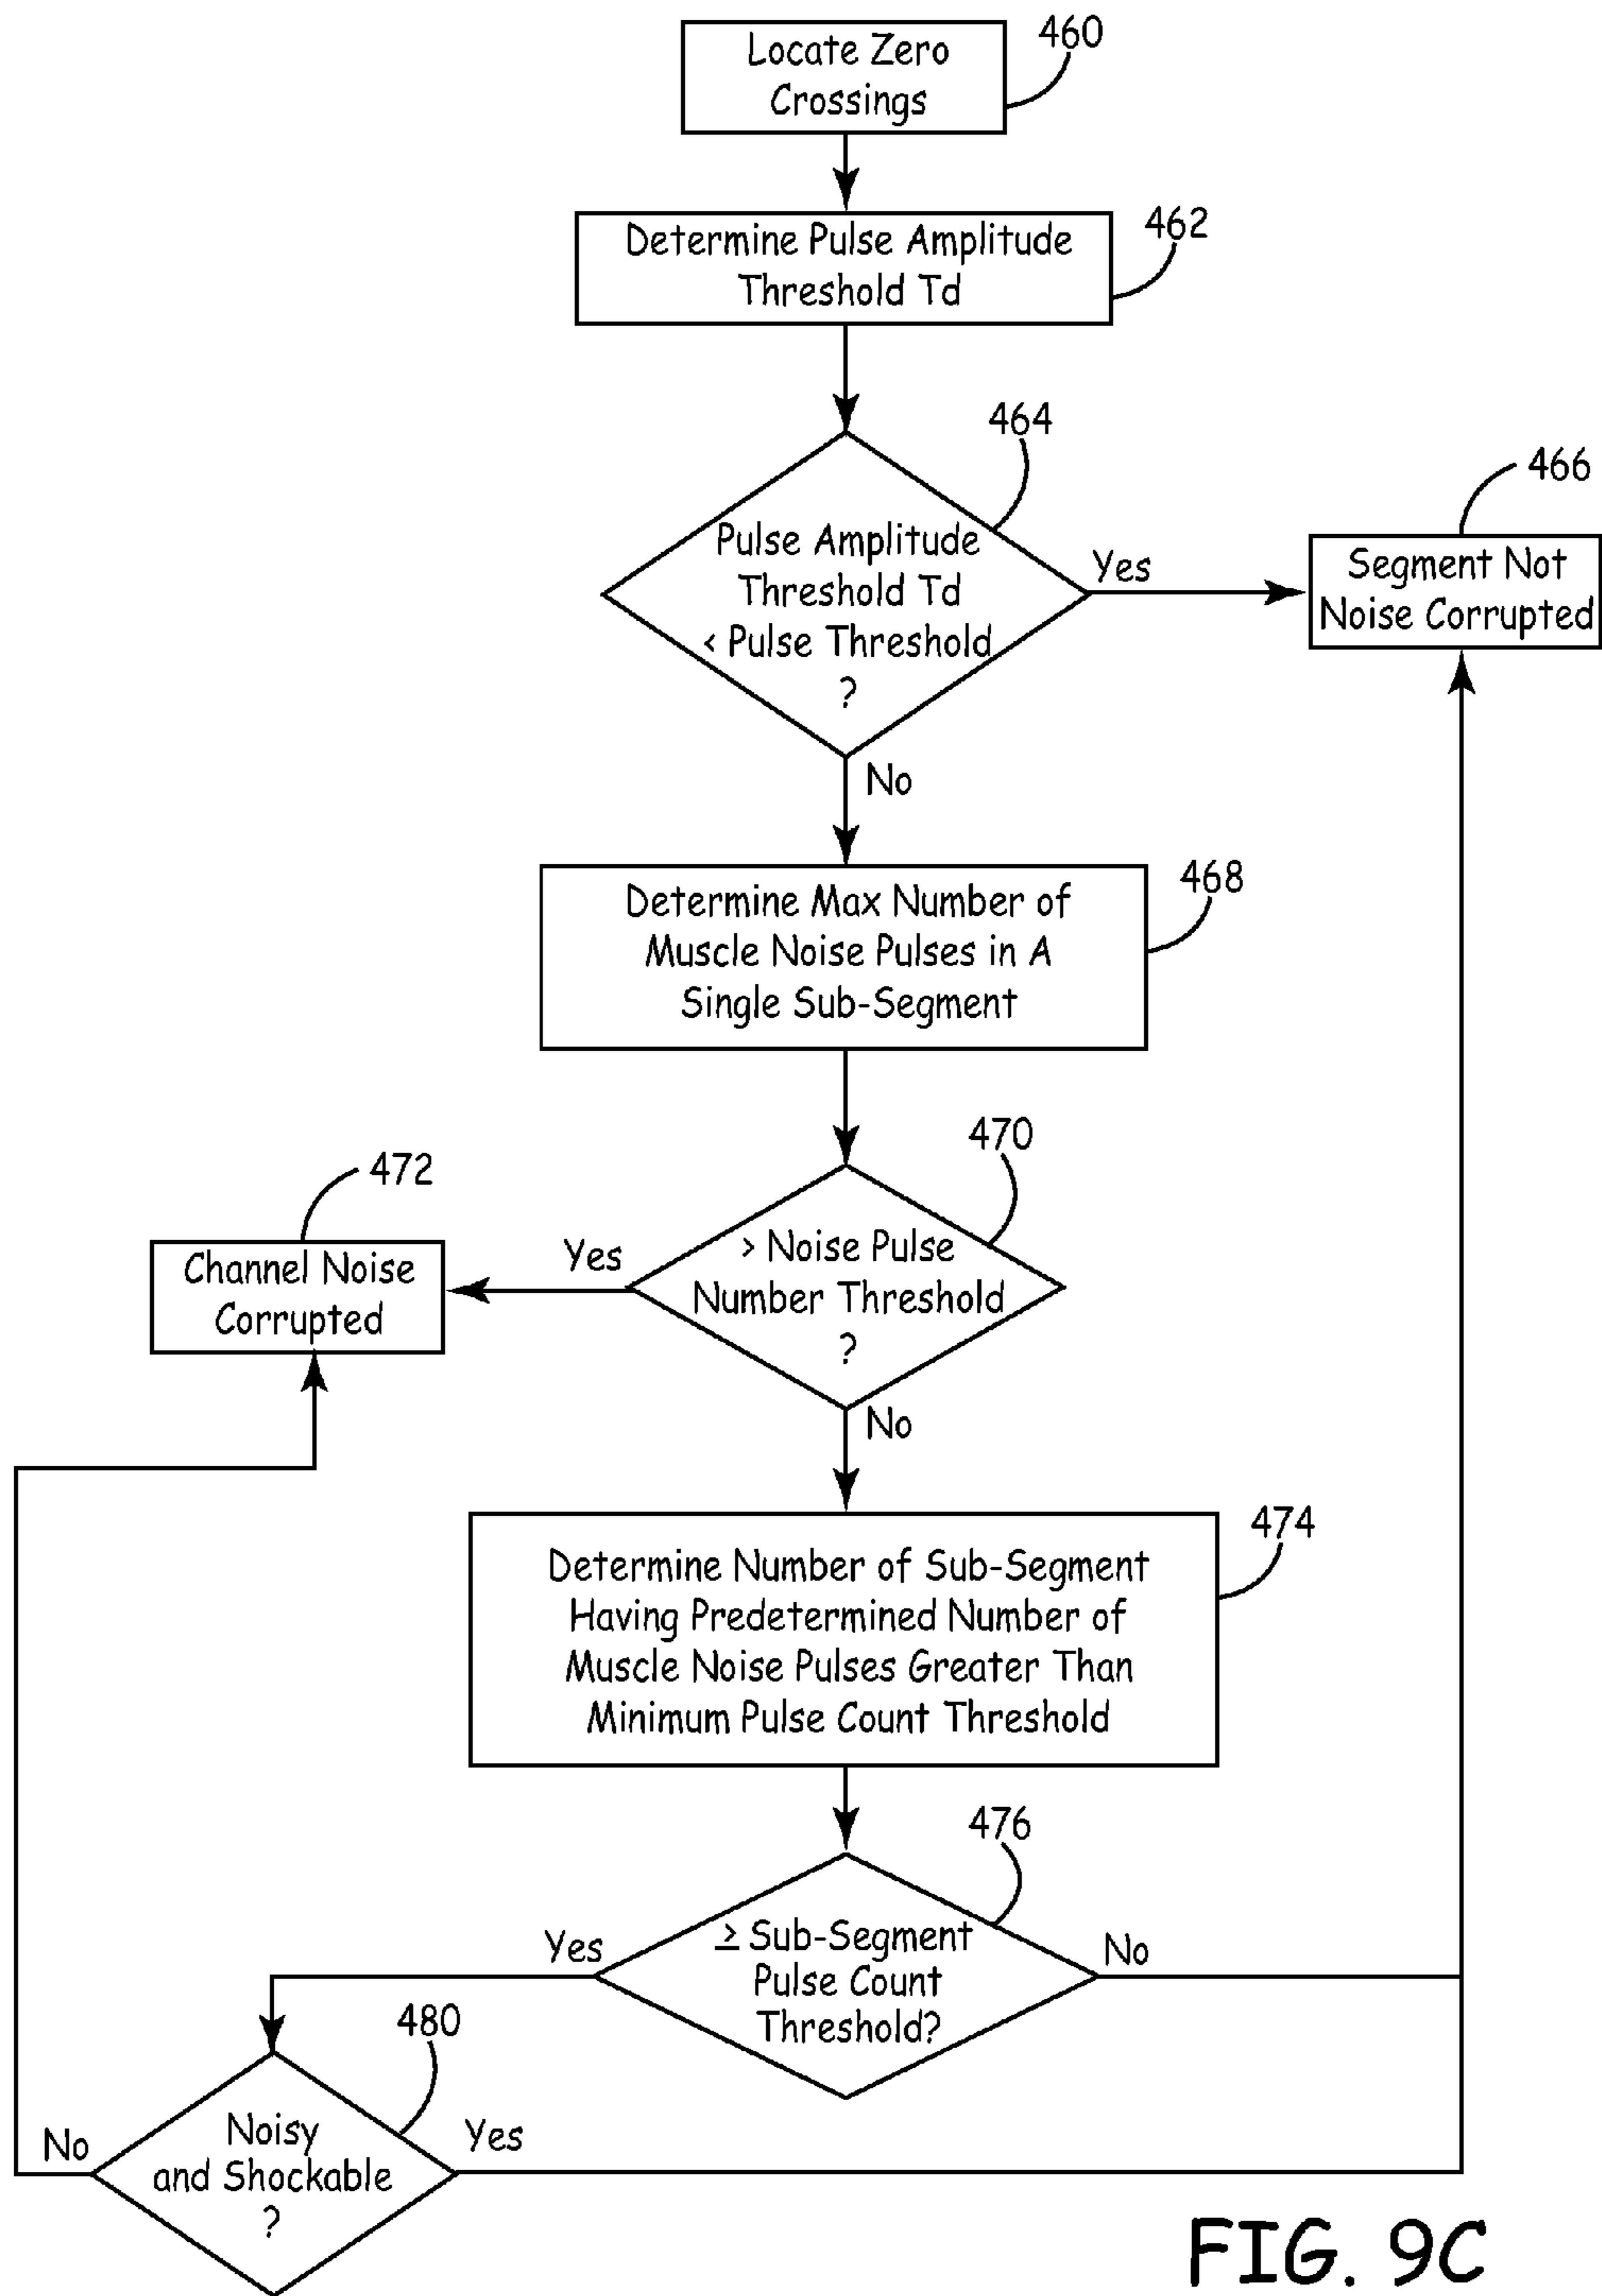 Locate Zero
Crossings
460
Determine Pulse Amplitude
Threshold Td
462
Pulse Amplitude
Threshold Td
< Pulse Threshold
?
464
Yes
Segment Not
Noise Corrupted
466
No
Determine Max Number of
Muscle Noise Pulses in A
Single Sub-Segment
468
> Noise Pulse
Number Threshold
?
470
Yes
Channel Noise
Corrupted
472
No
Determine Number of Sub-Segment
Having Predetermined Number of
Muscle Noise Pulses Greater Than
Minimum Pulse Count Threshold
474
≥ Sub-Segment
Pulse Count
Threshold?
476
Yes
No
Noisy
and Shockable
?
480
No
Yes
FIG. 9C